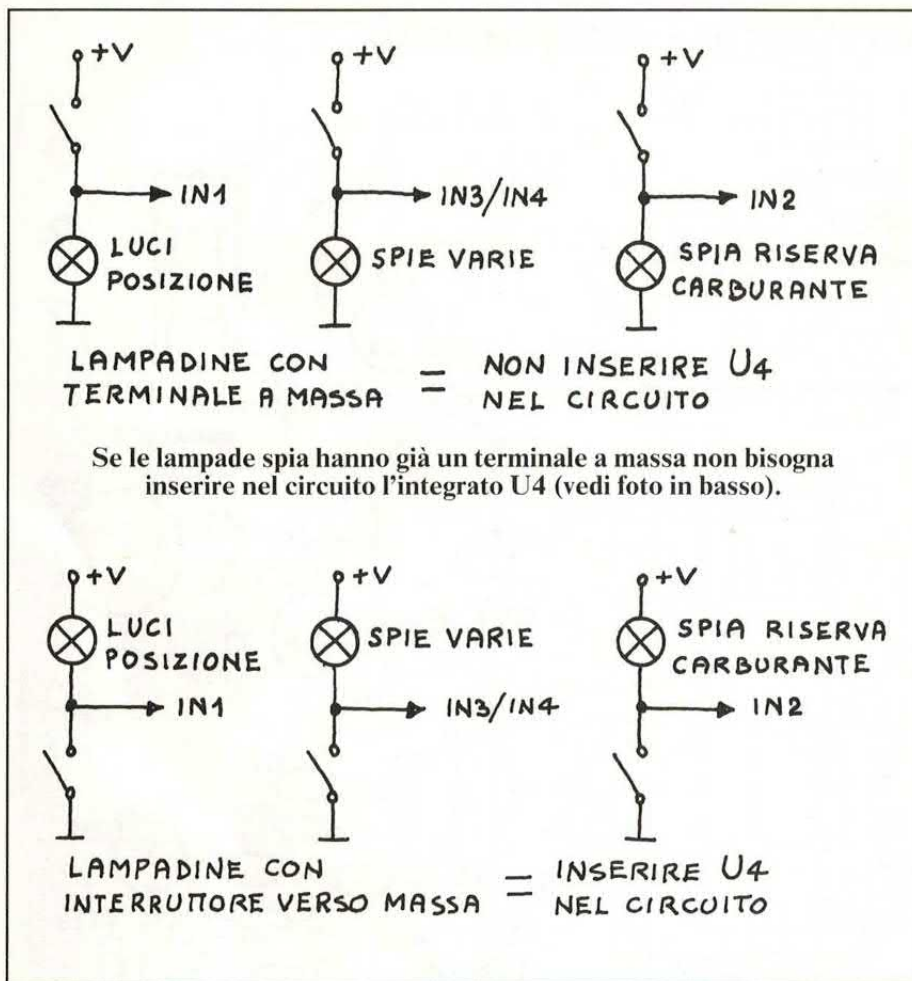 +V +V +V
IN1 IN3/IN4 IN2
LUCI
POSIZIONE
SPIE VARIE
SPIA RISERVA
CARBURANTE
LAMPADINE CON
TERMINALE A MASSA
=
NON INSERIRE U4
NEL CIRCUITO
Se le lampade spia hanno già un terminale a massa non bisogna
inserire nel circuito l'integrato U4 (vedi foto in basso).
+V +V +V
LUCI
POSIZIONE
SPIE VARIE
SPIA RISERVA
CARBURANTE
IN1 IN3/IN4 IN2
LAMPADINE CON
INTERRUTTORE VERSO MASSA
=
INSERIRE U4
NEL CIRCUITO